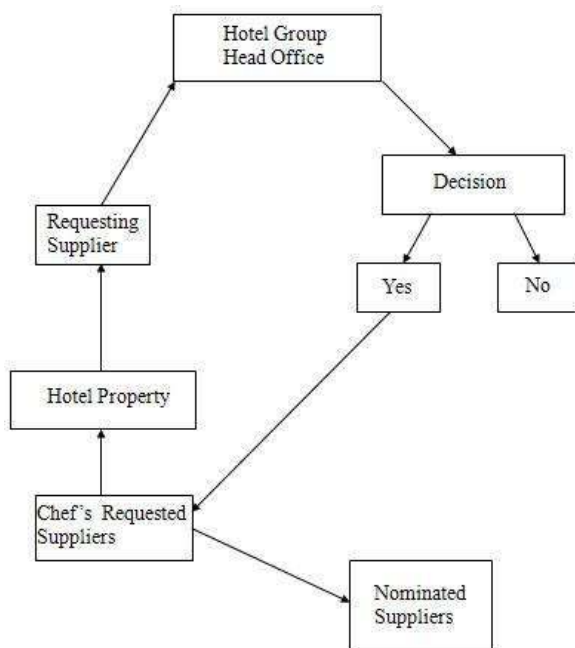 Hotel Group
Head Office
Decision
Requesting
Supplier
Yes
No
Hotel Property
Chef's Requested
Suppliers
Nominated
Suppliers